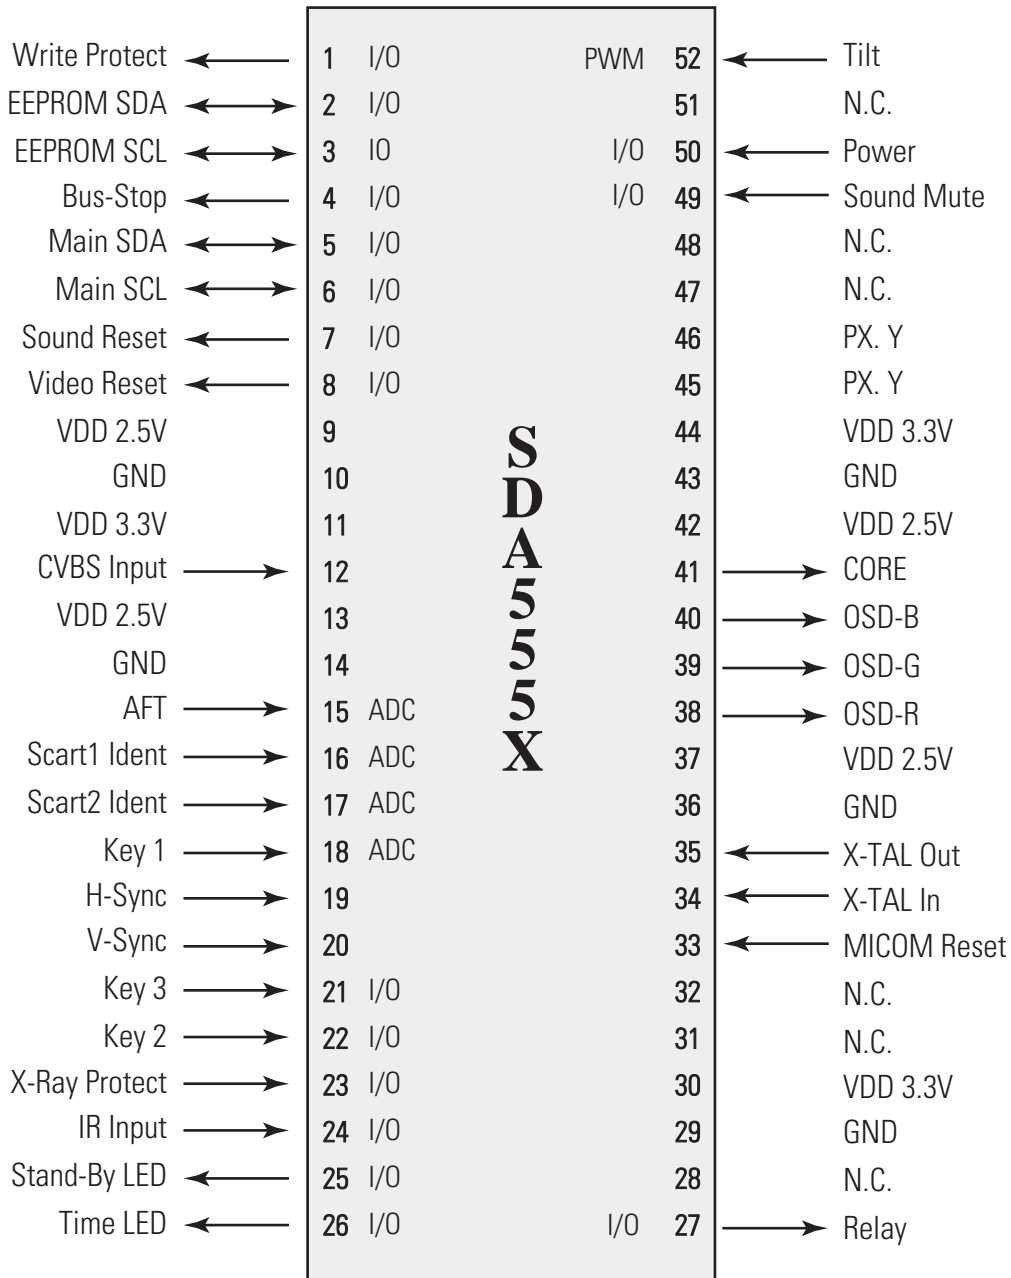 Write Protect 1 I/O PWM 52 Tilt
EEPROM SDA 2 I/O 51 N.C.
EEPROM SCL 3 IO I/O 50 Power
Bus-Stop 4 I/O I/O 49 Sound Mute
Main SDA 5 I/O 48 N.C.
Main SCL 6 I/O 47 N.C.
Sound Reset 7 I/O 46 PX. Y
Video Reset 8 I/O 45 PX. Y
VDD 2.5V 9 44 VDD 3.3V
GND 10 43 GND
VDD 3.3V 11 42 VDD 2.5V
CVBS Input 12 41 CORE
VDD 2.5V 13 40 OSD-B
GND 14 39 OSD-G
AFT 15 ADC 38 OSD-R
Scart1 Ident 16 ADC 37 VDD 2.5V
Scart2 Ident 17 ADC 36 GND
Key 1 18 ADC 35 X-TAL Out
H-Sync 19 34 X-TAL In
V-Sync 20 33 MICOM Reset
Key 3 21 I/O 32 N.C.
Key 2 22 I/O 31 N.C.
X-Ray Protect 23 I/O 30 VDD 3.3V
IR Input 24 I/O 29 GND
Stand-By LED 25 I/O 28 N.C.
Time LED 26 I/O I/O 27 Relay
SDA555X